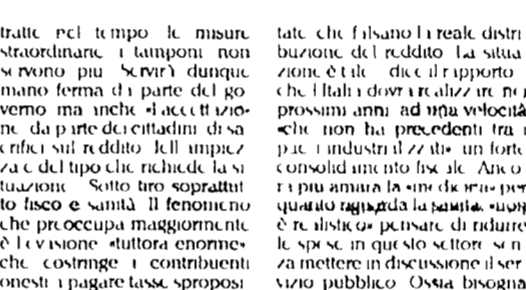 tratte nel tempo le misure
straordinarie i tamponi non
servono più Servirà dunque
mano ferma da parte del go
verno ma anche «l accettazio-
ne da parte dei cittadini di sa
crifici sul reddito dell ampiez
za e del tipo che richiede la si
tuazione Sotto tiro soprattut
to fisco e sanità Il fenomeno
che preoccupa maggiormente
è l evasione «tuttora enorme»
che costringe i contribuenti
onesti a pagare tasse sproposi
tate che falsano la reale distri
buzione del reddito La situa
zione è tale dice il rapporto
che l Italia dovrà realizzare nei
prossimi anni ad una velocità
«che non ha precedenti tra i
paesi industrializzati» un forte
consolidamento fiscale Anco
ra più amara la «medicina» per
quanto riguarda la sanità. «non
è realistico» pensare di ridurre
le spese in questo settore sen
za mettere in discussione il ser
vizio pubblico Ossia bisogna